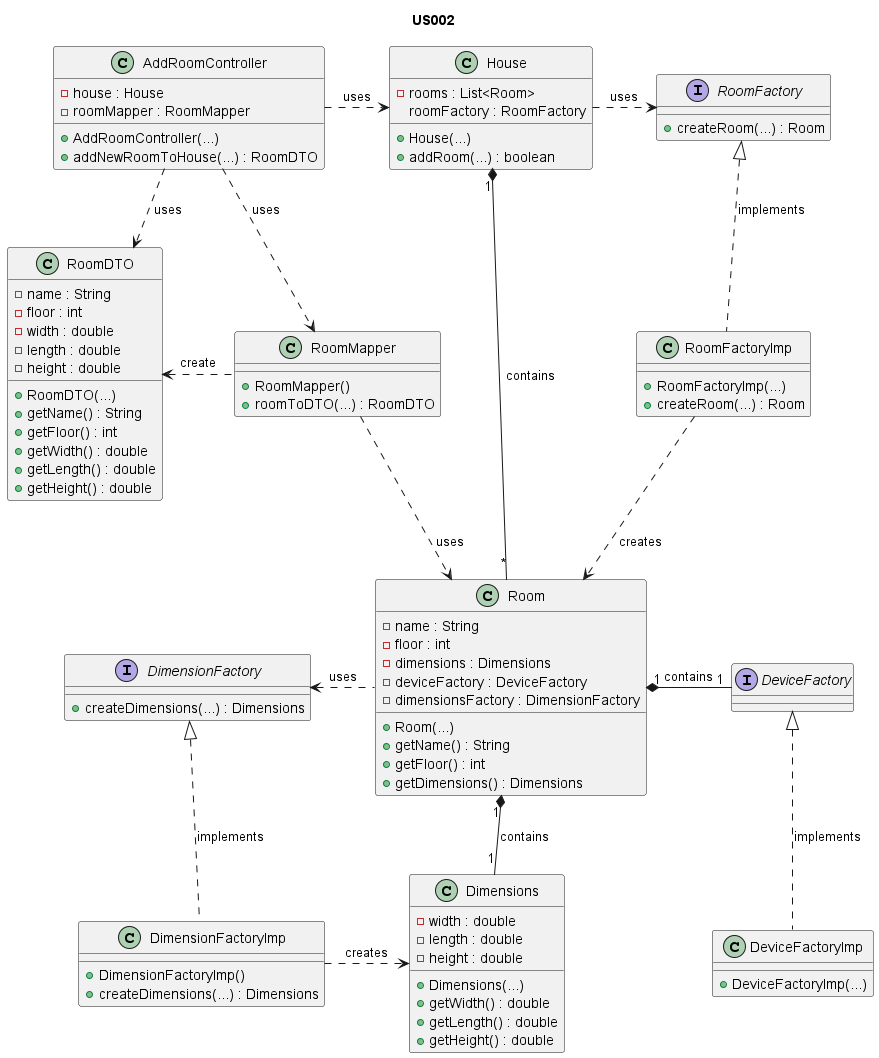 US002
AddRoomController
house : House
roomMapper : RoomMapper
AddRoomController(...)
addNewRoomToHouse(...) : RoomDTO
uses
House
rooms : List<Room>
roomFactory : RoomFactory
House(...)
addRoom(...) : boolean
uses
RoomFactory
createRoom(...) : Room
uses
uses
1
implements
RoomDTO
name : String
floor : int
width : double
length : double
height : double
RoomDTO(...)
getName() : String
getFloor() : int
getWidth() : double
getLength() : double
getHeight() : double
create
RoomMapper
RoomMapper()
roomToDTO(...) : RoomDTO
contains
RoomFactoryImp
RoomFactoryImp(...)
createRoom(...) : Room
uses
*
creates
Room
name : String
floor : int
dimensions : Dimensions
deviceFactory : DeviceFactory
dimensionsFactory : DimensionFactory
Room(...)
getName() : String
getFloor() : int
getDimensions() : Dimensions
DimensionFactory
createDimensions(...) : Dimensions
uses
1 contains 1
DeviceFactory
implements
1
contains
1
implements
DimensionFactoryImp
DimensionFactoryImp()
createDimensions(...) : Dimensions
creates
Dimensions
width : double
length : double
height : double
Dimensions(...)
getWidth() : double
getLength() : double
getHeight() : double
DeviceFactoryImp
DeviceFactoryImp(...)